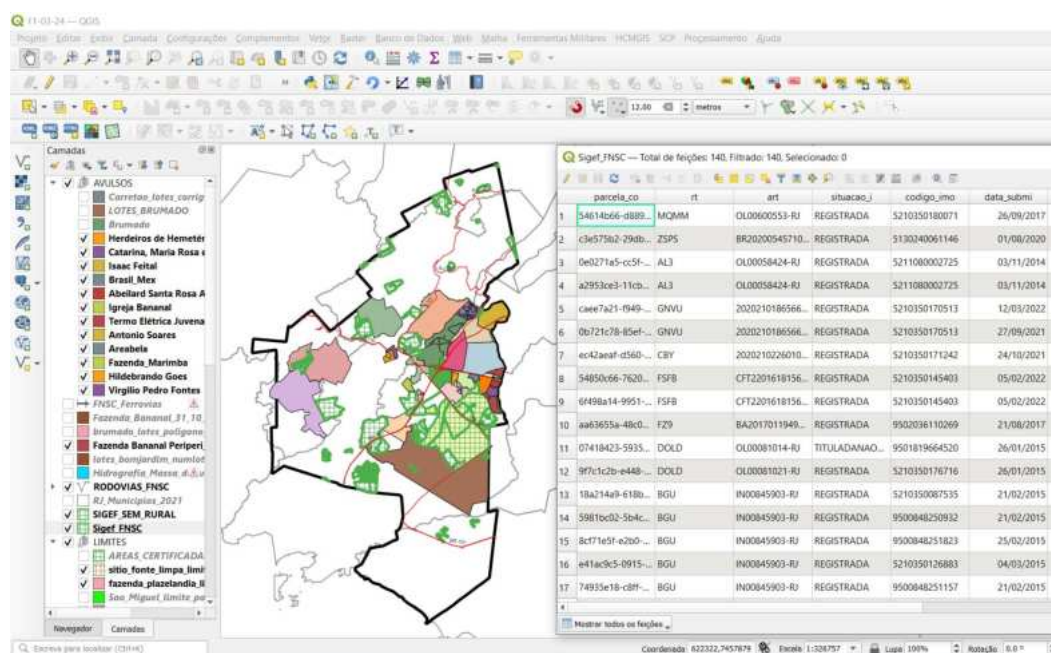 11-03-24 — QGIS
Projeto Editar Exibir Camada Configurações Complementos Vetor Raster Banco de Dados Web Malha Ferramentas Militares HCMGIS SCP Processamento Ajuda
12.00 metros
Camadas
AVULSOS
Carretao_lotes_corrig
LOTES_BRUMADO
Brumado
Herdeiros de Hemetér
Catarina, Maria Rosa e
Isaac Feital
Brasil_Mex
Abeilard Santa Rosa A
Igreja Bananal
Termo Elétrica Juvena
Antonio Soares
Areabela
Fazenda_Marimba
Hildebrando Goes
Virgilio Pedro Fontes
FNSC_Ferrovias
Fazenda_Bananal_31_10_
brumado_lotes_poligono
Fazenda Bananal Periperi_
lotes_bomjardim_numlot
Hidrografia_Massa
RODOVIAS_FNSC
RJ_Municipios_2021
SIGEF_SEM_RURAL
Sigef_FNSC
LIMITES
AREAS_CERTIFICADA
sitio_fonte_limpa_limi
fazenda_plazelandia_li
Sao_Miguel_limite_po
Navegador Camadas
Sigef_FNSC — Total de feições: 140, Filtrado: 140, Selecionado: 0
parcela_co rt art situacao_i codigo_imo data_submi
1 54614b66-d889... MQMM OL00600553-RJ REGISTRADA 5210350180071 26/09/2017
2 c3e575b2-29db... ZSPS BR20200545710... REGISTRADA 5130240061146 01/08/2020
3 0e0271a5-cc5f-... AL3 OL00058424-RJ REGISTRADA 5211080002725 03/11/2014
4 a2953ce3-11cb... AL3 OL00058424-RJ REGISTRADA 5211080002725 03/11/2014
5 caee7a21-f949-... GNVU 2020210186566... REGISTRADA 5210350170513 12/03/2022
6 0b721c78-85ef-... GNVU 2020210186566... REGISTRADA 5210350170513 27/09/2021
7 ec42aeaf-d560-... CBY 2020210226010... REGISTRADA 5210350171242 24/10/2021
8 54850c66-7620... FSFB CFT2201618156... REGISTRADA 5210350145403 05/02/2022
9 6f498a14-9951-... FSFB CFT2201618156... REGISTRADA 5210350145403 05/02/2022
10 aa63655a-48c0... FZ9 BA2017011949... REGISTRADA 9502036110269 21/08/2017
11 07418423-5935... DOLD OL00081014-RJ TITULADANAO... 9501819664520 26/01/2015
12 9f7c1c2b-e448-... DOLD OL00081021-RJ REGISTRADA 5210350176716 26/01/2015
13 18a214a9-618b... BGU IN00845903-RJ REGISTRADA 5210350087535 21/02/2015
14 5981bc02-5b4c... BGU IN00845903-RJ REGISTRADA 9500848250932 21/02/2015
15 8cf71e5f-e2b0-... BGU IN00845903-RJ REGISTRADA 9500848251823 25/02/2015
16 e41ac9c5-0915-... BGU IN00845903-RJ REGISTRADA 5210350126883 04/03/2015
17 74935e18-c8ff-... BGU IN00845903-RJ REGISTRADA 9500848251157 21/02/2015
Mostrar todos os feições
Escreva para localizar (Ctrl+K) Coordenada 622322,7457879 Escala 1:328757 Lupa 100% Rotação 0,0 °